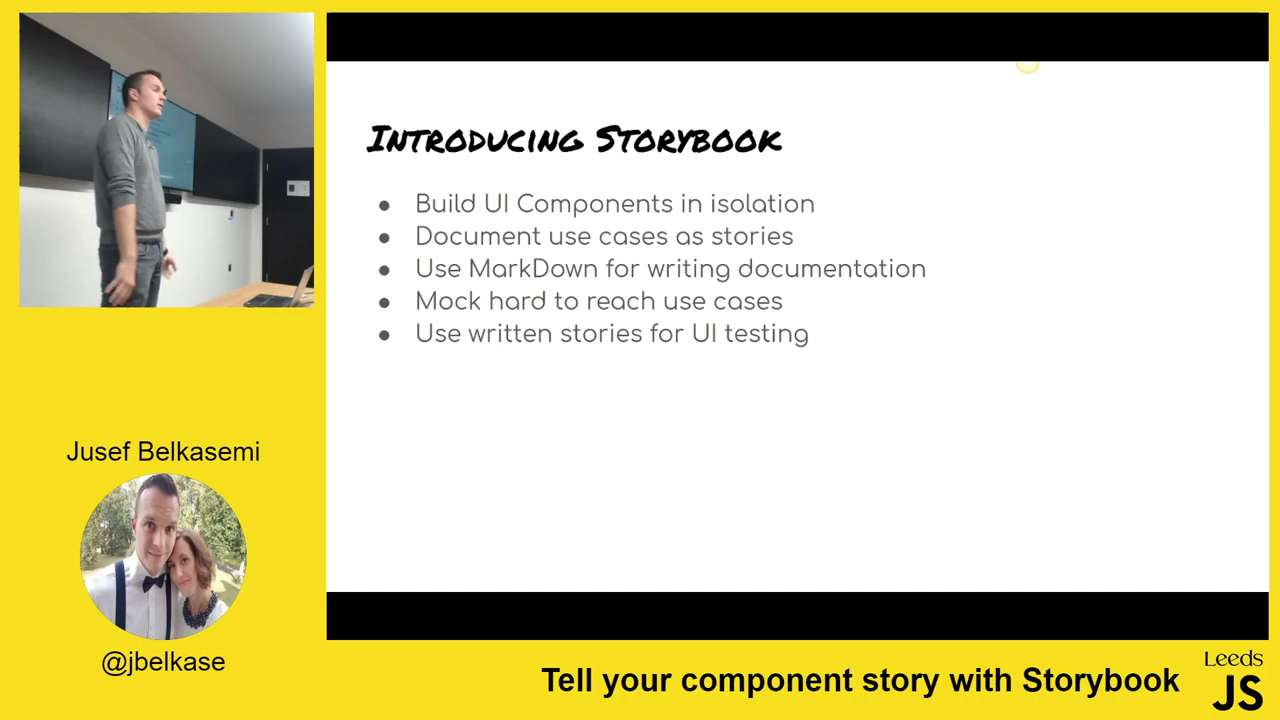 Introducing Storybook
● Build UI Components in isolation
● Document use cases as stories
● Use MarkDown for writing documentation
● Mock hard to reach use cases
● Use written stories for UI testing
Jusef Belkasemi
@jbelkase
Tell your component story with Storybook
Leeds
JS